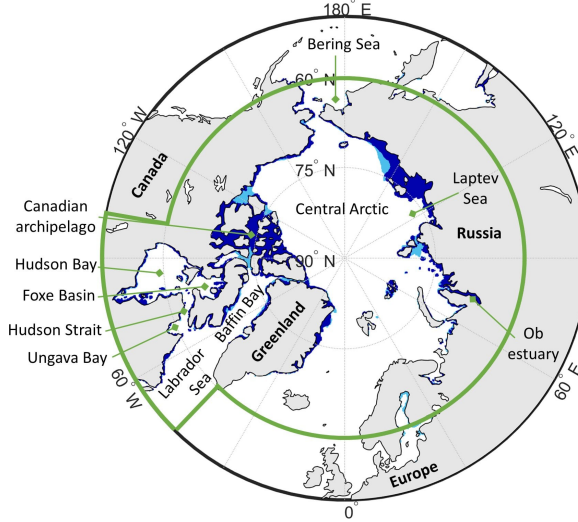 180° E
Bering Sea
60° N
120° W
120° E
Canada
75° N
Laptev
Sea
Canadian
archipelago
Central Arctic
Russia
Hudson Bay
90° N
Foxe Basin
Baffin Bay
Hudson Strait
Greenland
Ob
estuary
Ungava Bay
Labrador
Sea
60° W
60° E
Europe
0°